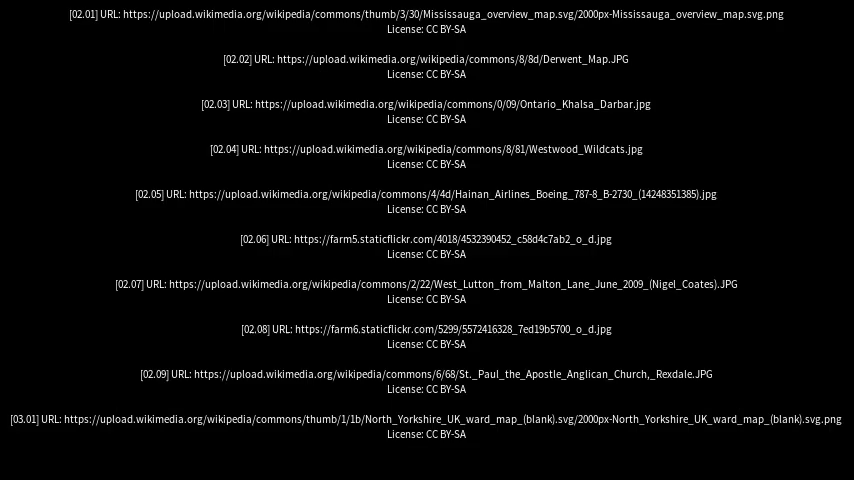 [02.01] URL: https://upload.wikimedia.org/wikipedia/commons/thumb/3/30/Mississauga_overview_map.svg/2000px-Mississauga_overview_map.svg.png
License: CC BY-SA
[02.02] URL: https://upload.wikimedia.org/wikipedia/commons/8/8d/Derwent_Map.JPG
License: CC BY-SA
[02.03] URL: https://upload.wikimedia.org/wikipedia/commons/0/09/Ontario_Khalsa_Darbar.jpg
License: CC BY-SA
[02.04] URL: https://upload.wikimedia.org/wikipedia/commons/8/81/Westwood_Wildcats.jpg
License: CC BY-SA
[02.05] URL: https://upload.wikimedia.org/wikipedia/commons/4/4d/Hainan_Airlines_Boeing_787-8_B-2730_(14248351385).jpg
License: CC BY-SA
[02.06] URL: https://farm5.staticflickr.com/4018/4532390452_c58d4c7ab2_o_d.jpg
License: CC BY-SA
[02.07] URL: https://upload.wikimedia.org/wikipedia/commons/2/22/West_Lutton_from_Malton_Lane_June_2009_(Nigel_Coates).JPG
License: CC BY-SA
[02.08] URL: https://farm6.staticflickr.com/5299/5572416328_7ed19b5700_o_d.jpg
License: CC BY-SA
[02.09] URL: https://upload.wikimedia.org/wikipedia/commons/6/68/St._Paul_the_Apostle_Anglican_Church,_Rexdale.JPG
License: CC BY-SA
[03.01] URL: https://upload.wikimedia.org/wikipedia/commons/thumb/1/1b/North_Yorkshire_UK_ward_map_(blank).svg/2000px-North_Yorkshire_UK_ward_map_(blank).svg.png
License: CC BY-SA